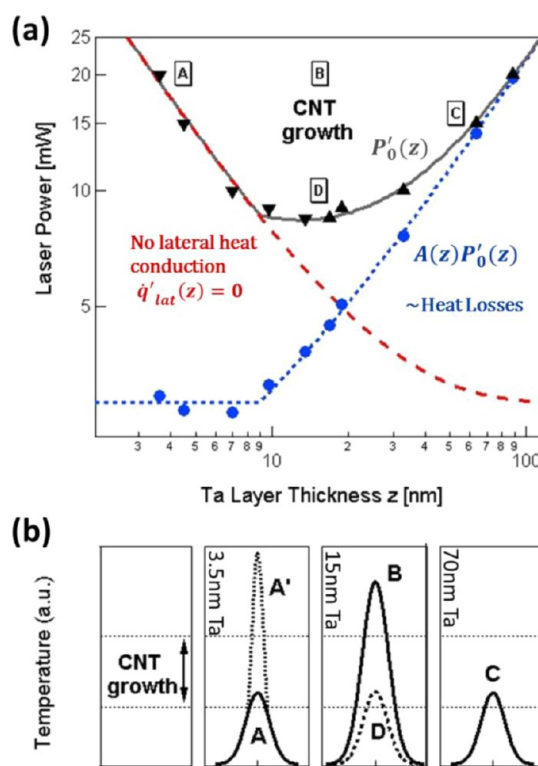 (a)
25
20
15
10
5
Laser Power [mW]
A
B
CNT
growth
C
P′₀(z)
D
No lateral heat
conduction
q̇′lat(z) = 0
A(z)P′₀(z)
~Heat Losses
3 4 5 6 7 8 9 10 2 3 4 5 6 7 8 9 100
Ta Layer Thickness z [nm]
(b)
Temperature (a.u.)
CNT
growth
3.5nm Ta
A'
A
15nm Ta
B
D
70nm Ta
C